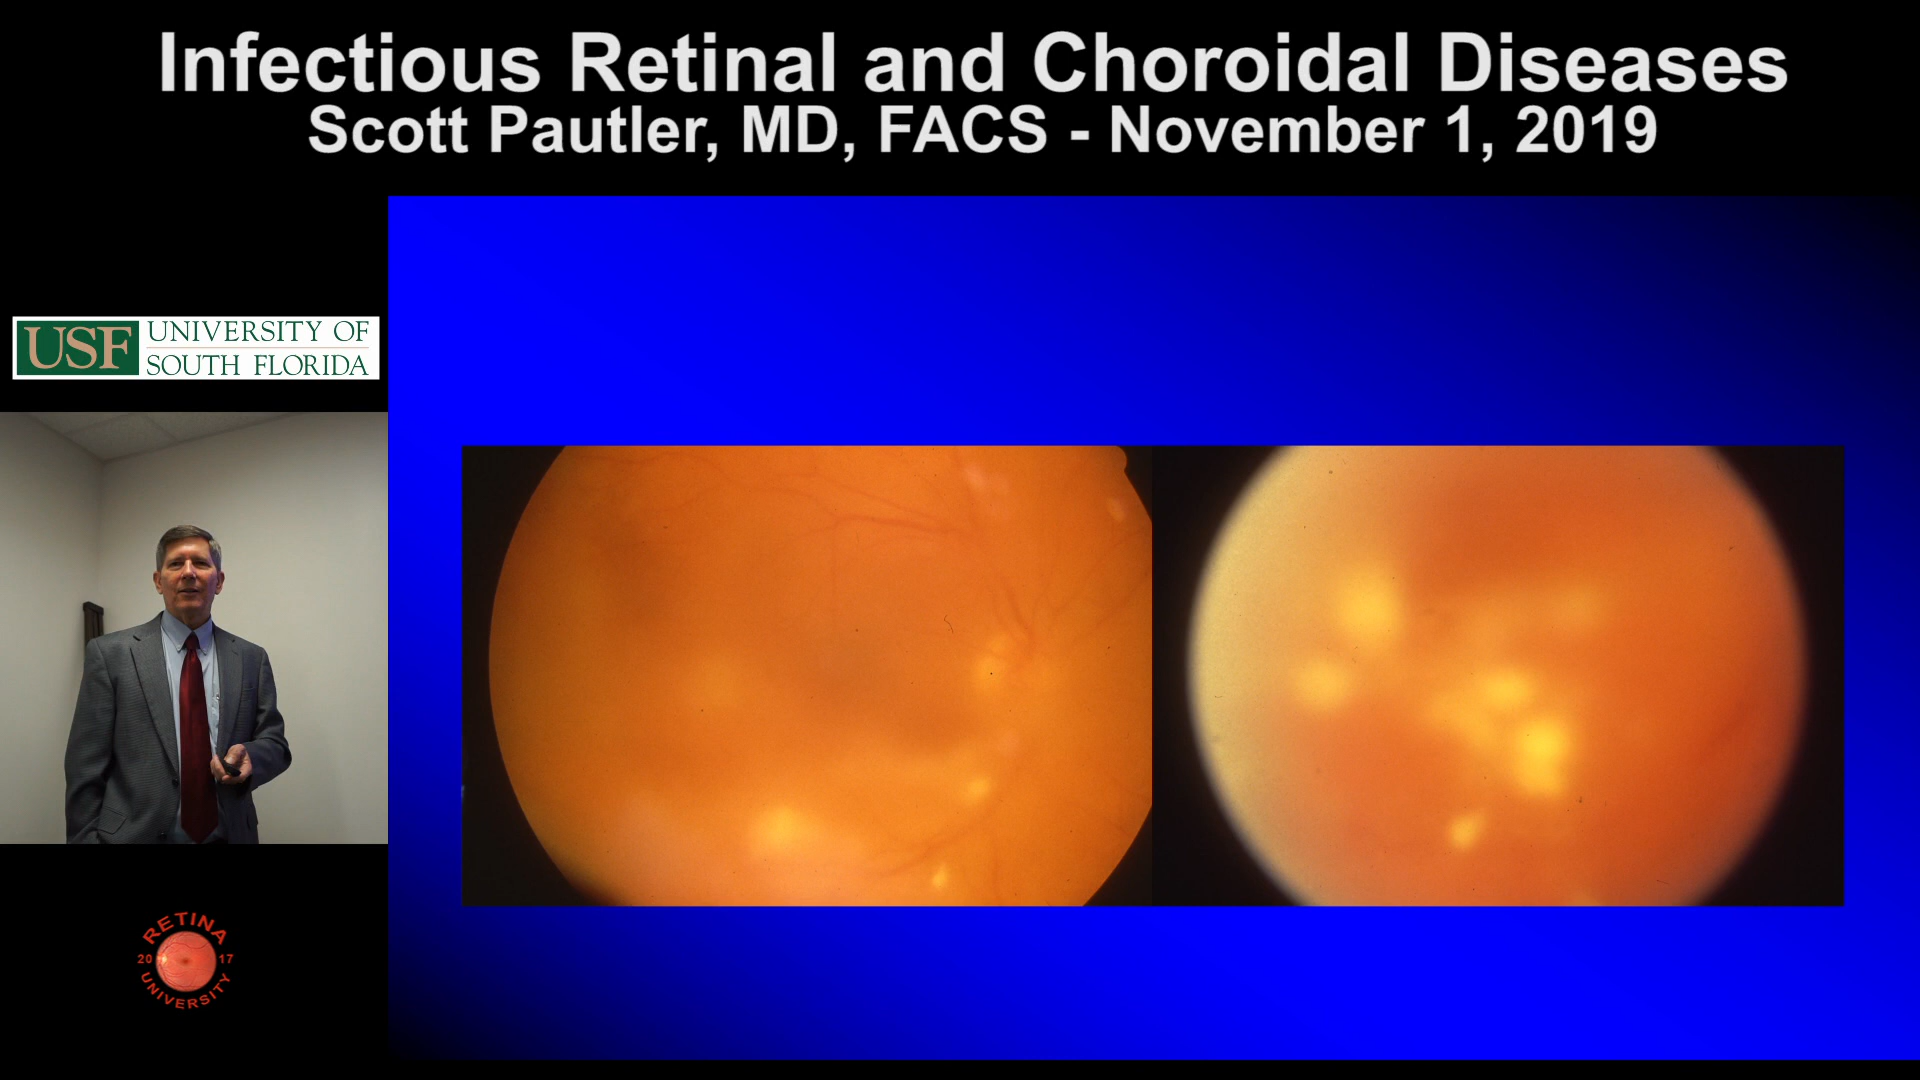 Infectious Retinal and Choroidal Diseases
Scott Pautler, MD, FACS - November 1, 2019
USF UNIVERSITY OF
SOUTH FLORIDA
RETINA
20 17
UNIVERSITY